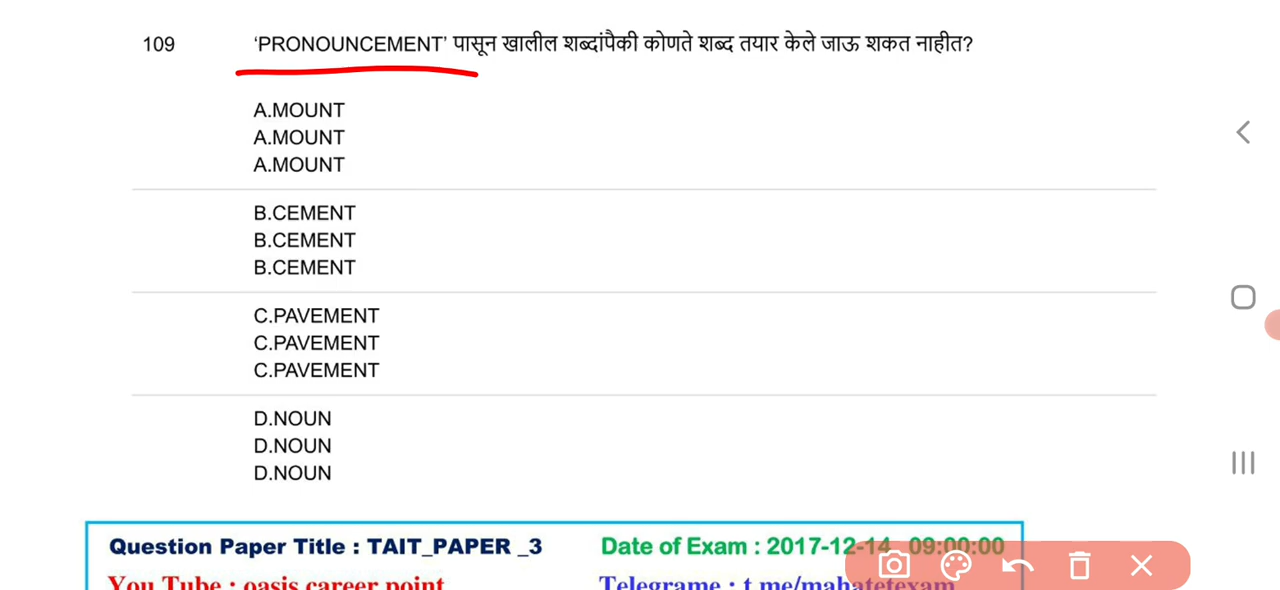 109 'PRONOUNCEMENT' पासून खालील शब्दांपैकी कोणते शब्द तयार केले जाऊ शकत नाहीत?
A.MOUNT
A.MOUNT
A.MOUNT
B.CEMENT
B.CEMENT
B.CEMENT
C.PAVEMENT
C.PAVEMENT
C.PAVEMENT
D.NOUN
D.NOUN
D.NOUN
Question Paper Title : TAIT_PAPER _3 Date of Exam : 2017-12-14 09:00:00
You Tube : oasis career point Telegrame : t.me/mahatetexam